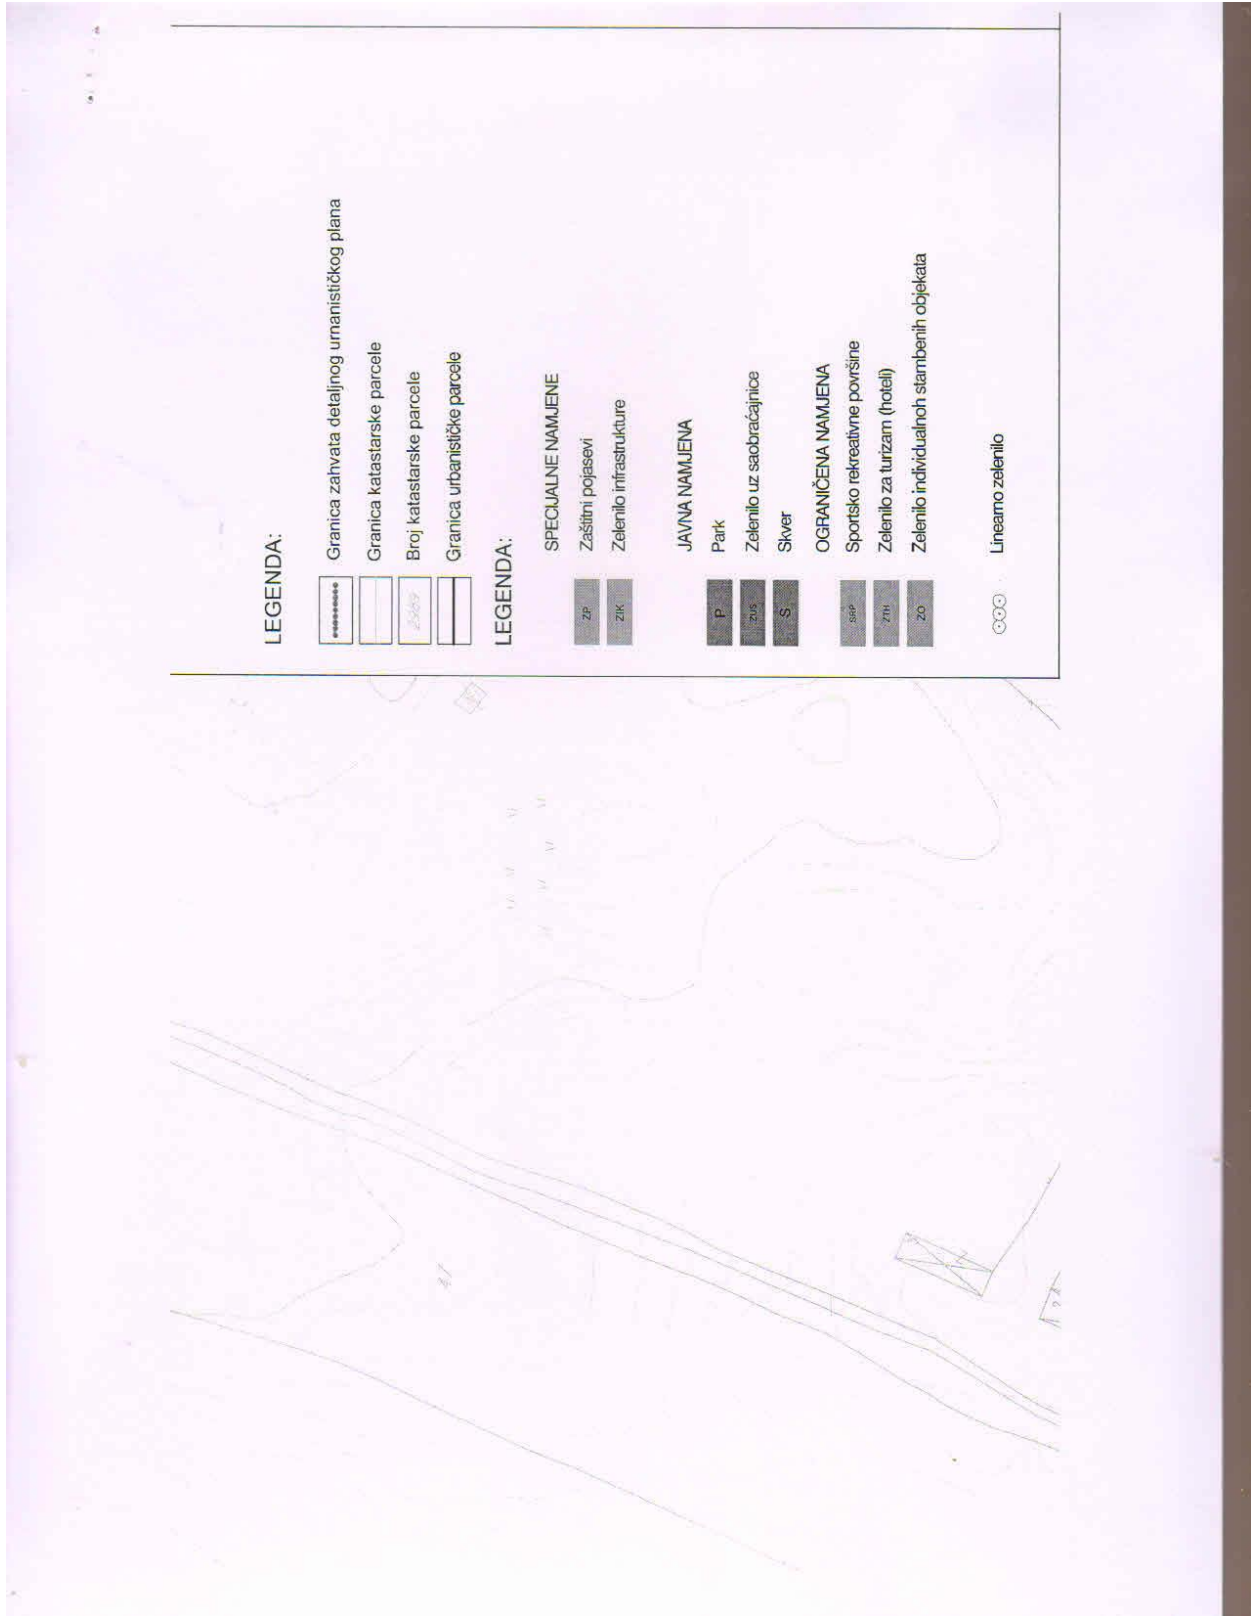 LEGENDA:
Granica zahvata detaljnog urnanističkog plana
Granica katastarske parcele
2989 Broj katastarske parcele
Granica urbanističke parcele
LEGENDA:
SPECIJALNE NAMJENE
ZP Zaštitni pojasevi
ZIK Zelenilo infrastrukture
JAVNA NAMJENA
P Park
ZUS Zelenilo uz saobraćajnice
S Skver
OGRANIČENA NAMJENA
SRP Sportsko rekreativne površine
ZTH Zelenilo za turizam (hoteli)
ZO Zelenilo individualnoh stambenih objekata
Linearno zelenilo